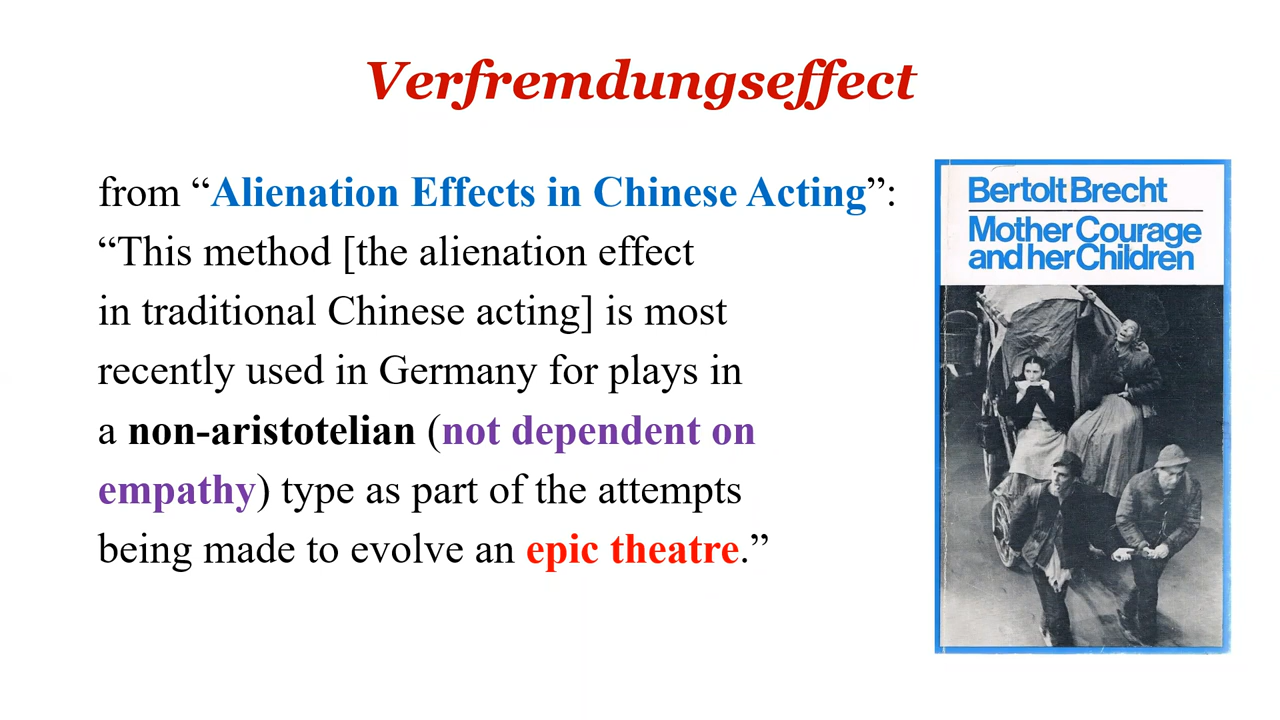 Verfremdungseffect
from “Alienation Effects in Chinese Acting”:
“This method [the alienation effect
in traditional Chinese acting] is most
recently used in Germany for plays in
a non-aristotelian (not dependent on
empathy) type as part of the attempts
being made to evolve an epic theatre.”
Bertolt Brecht
Mother Courage
and her Children